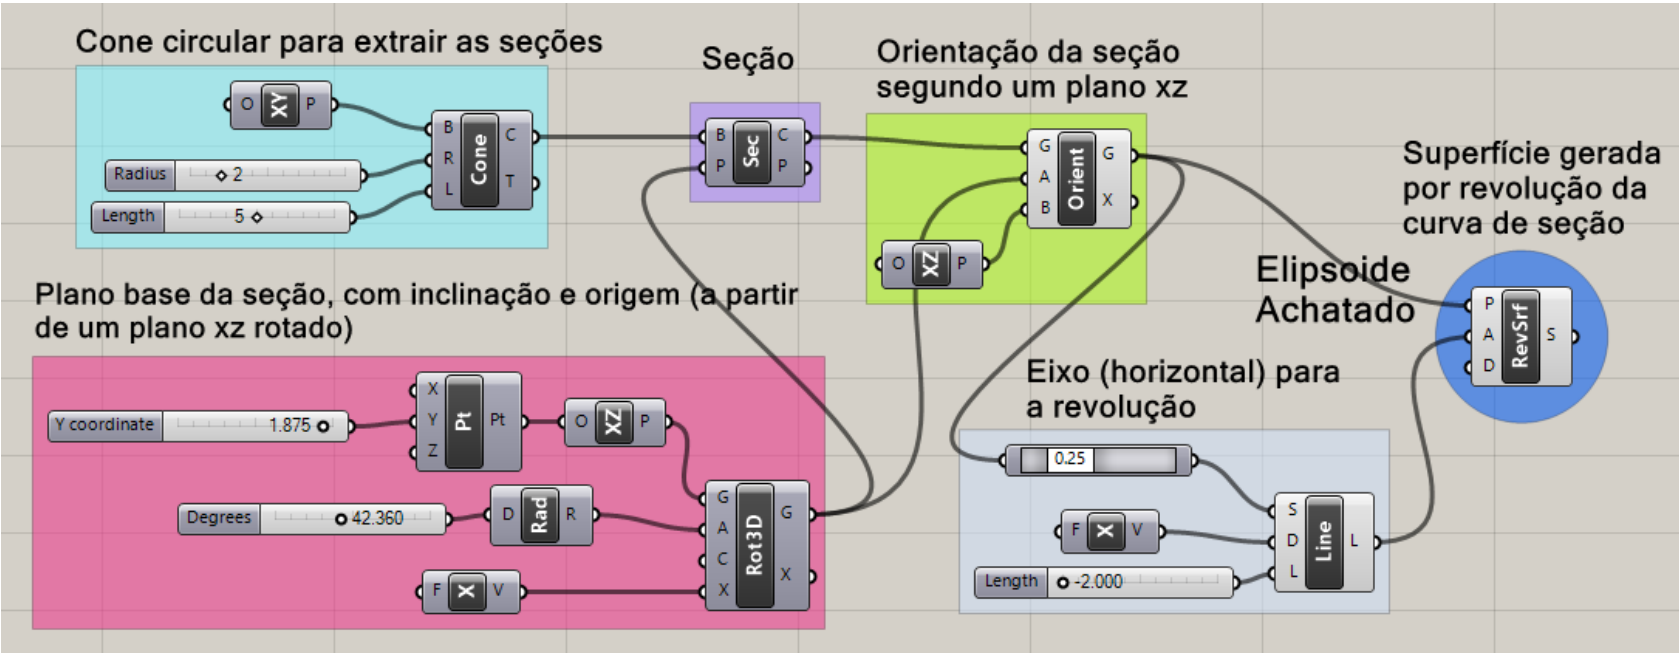 Cone circular para extrair as seções
O XY P
Radius 2
Length 5
B R L Cone C T
Seção
B P Sec C P
Orientação da seção
segundo um plano xz
G A B Orient G X
O XZ P
Superfície gerada
por revolução da
curva de seção
Elipsoide
Achatado
P A D RevSrf S
Plano base da seção, com inclinação e origem (a partir
de um plano xz rotado)
Y coordinate 1.875
X Y Z Pt Pt
O XZ P
Degrees 42.360
D Rad R
F X V
G A C X Rot3D G X
Eixo (horizontal) para
a revolução
0.25
F X V
Length -2.000
S D L Line L